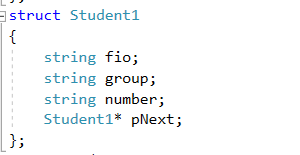 struct Student1
{
string fio;
string group;
string number;
Student1* pNext;
};